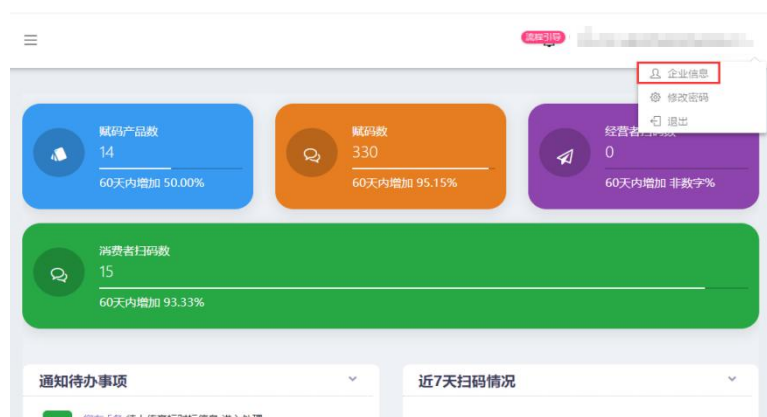 流程引导
企业信息
修改密码
退出
赋码产品数
14
60天内增加 50.00%
赋码数
330
60天内增加 95.15%
经营者扫码数
0
60天内增加 非数字%
消费者扫码数
15
60天内增加 93.33%
通知待办事项
近7天扫码情况